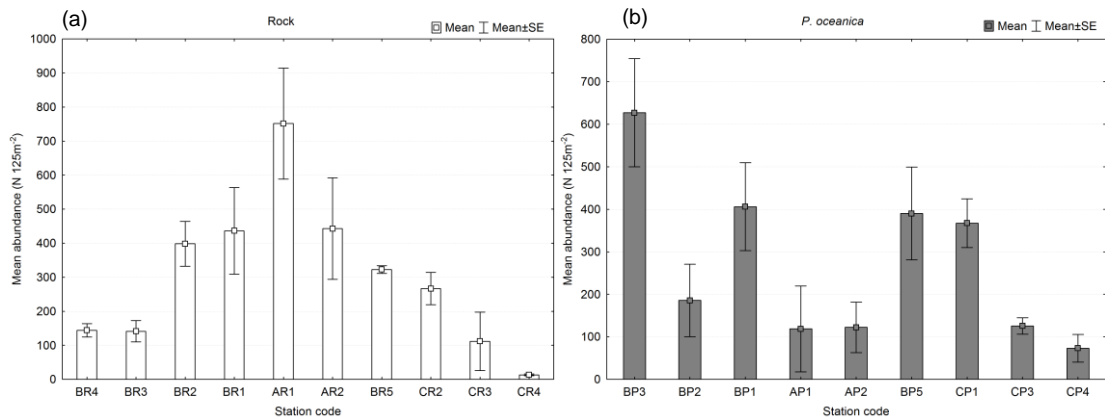 (a)
Rock
Mean Mean±SE
Mean abundance (N 125m-2)
1000
900
800
700
600
500
400
300
200
100
0
BR4 BR3 BR2 BR1 AR1 AR2 BR5 CR2 CR3 CR4
Station code
(b)
P. oceanica
Mean Mean±SE
Mean abundance (N 125m-2)
800
700
600
500
400
300
200
100
0
BP3 BP2 BP1 AP1 AP2 BP5 CP1 CP3 CP4
Station code